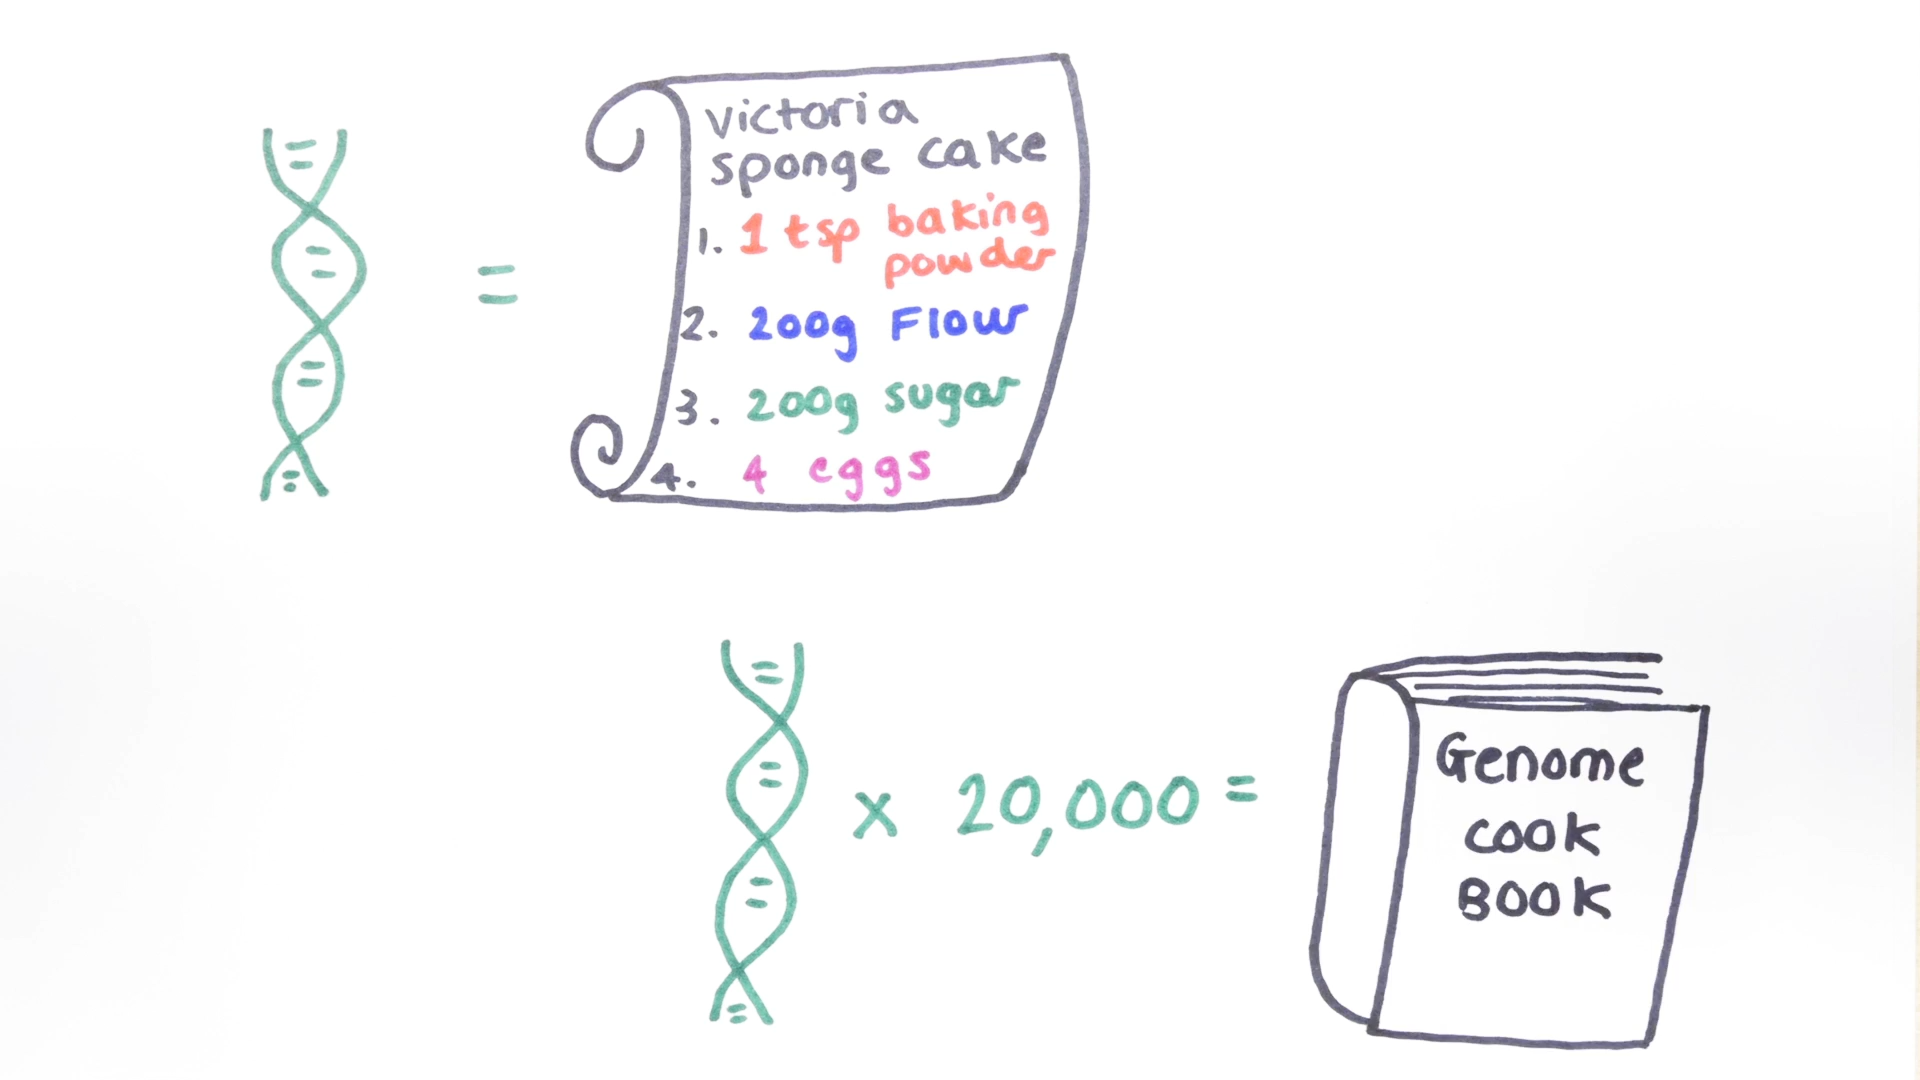 =
victoria
sponge cake
1. 1 tsp baking
powder
2. 200g Flour
3. 200g sugar
4. 4 eggs
x 20,000 =
Genome
COOK
BOOK